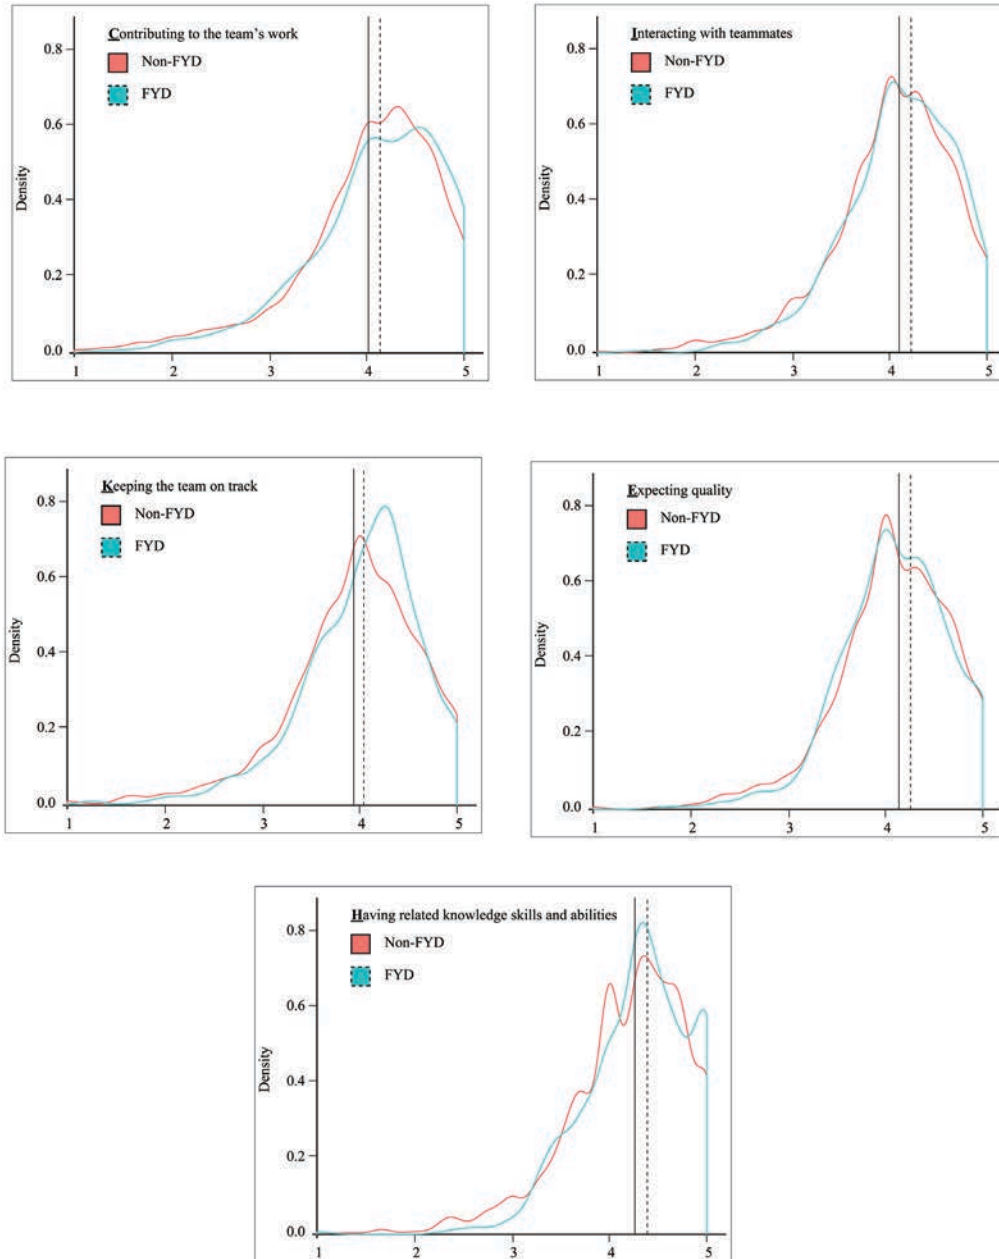 Contributing to the team's work
Non-FYD
FYD
Density
0.8
0.6
0.4
0.2
0.0
1 2 3 4 5
Interacting with teammates
Non-FYD
FYD
Density
0.8
0.6
0.4
0.2
0.0
1 2 3 4 5
Keeping the team on track
Non-FYD
FYD
Density
0.8
0.6
0.4
0.2
0.0
1 2 3 4 5
Expecting quality
Non-FYD
FYD
Density
0.8
0.6
0.4
0.2
0.0
1 2 3 4 5
Having related knowledge skills and abilities
Non-FYD
FYD
Density
0.8
0.6
0.4
0.2
0.0
1 2 3 4 5